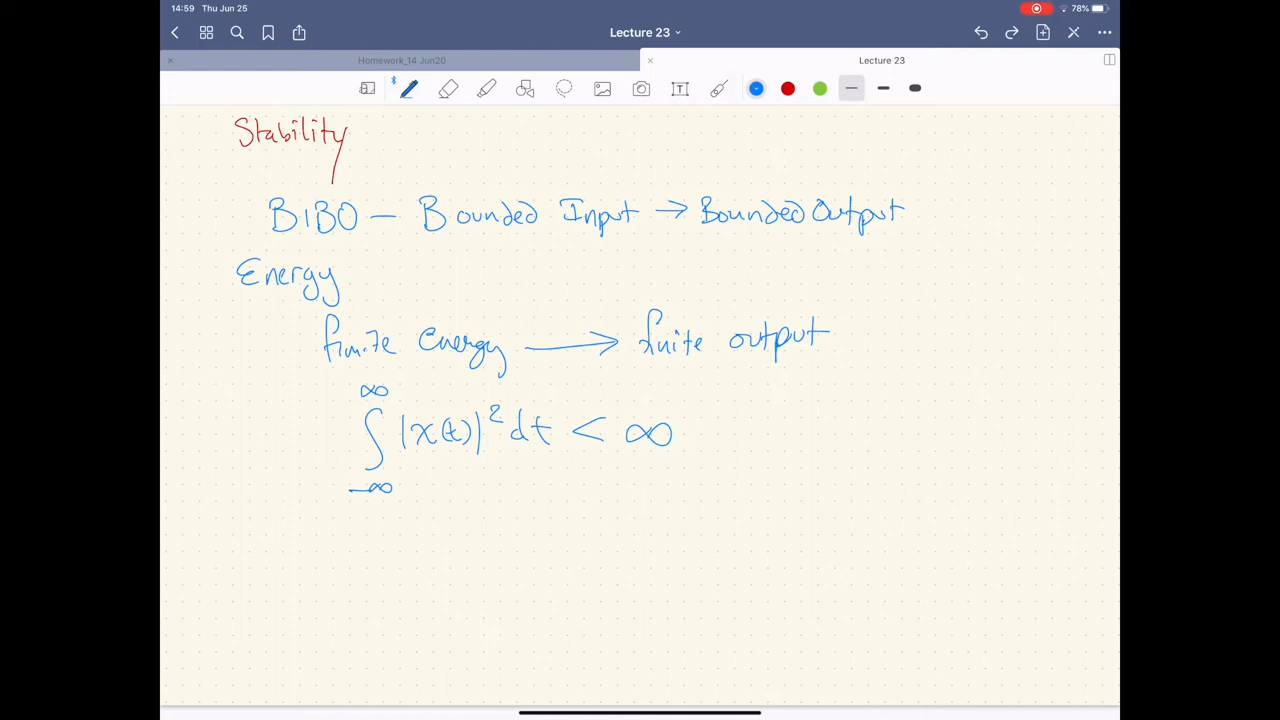 14:59 Thu Jun 25
78%
Lecture 23
Homework_14 Jun20
Lecture 23
T
Stability
BIBO — Bounded Input → Bounded Output
Energy
finite energy → finite output
∞
∫ |x(t)|² dt < ∞
-∞